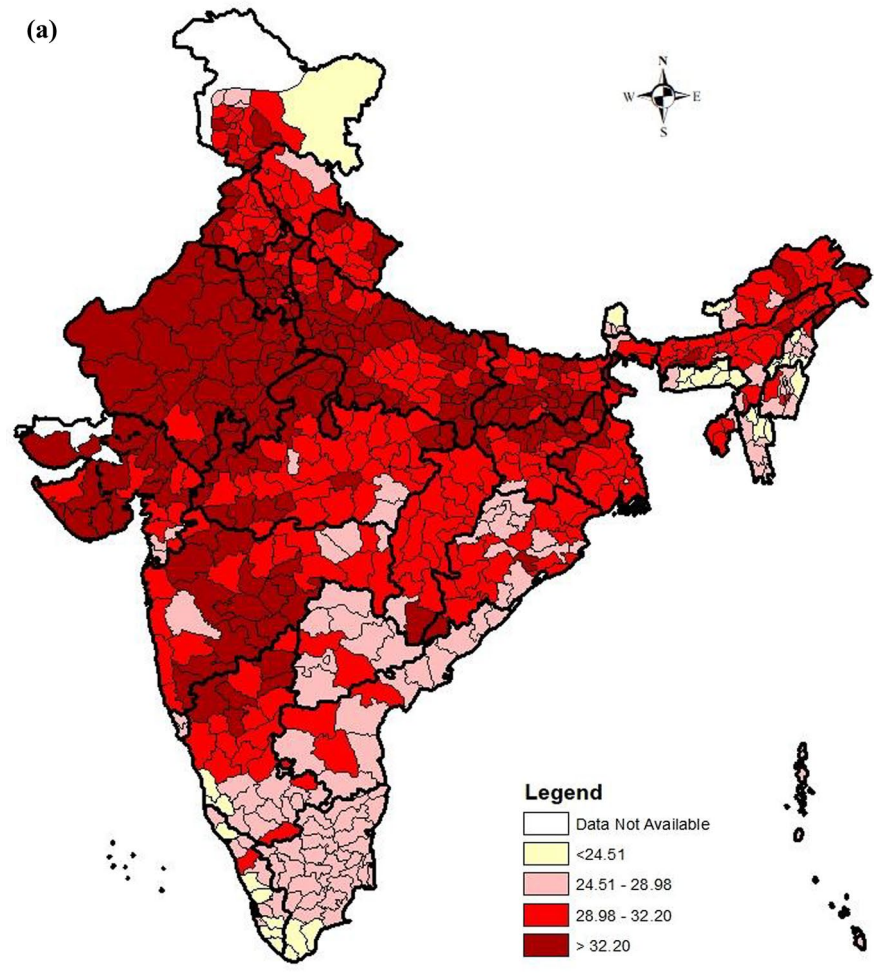 (a)
N
W E
S
Legend
Data Not Available
<24.51
24.51 - 28.98
28.98 - 32.20
> 32.20